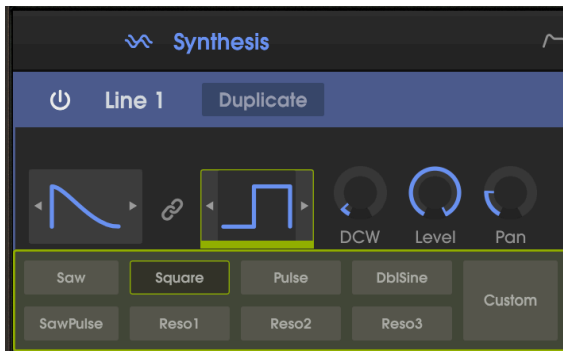 Synthesis
Line 1 Duplicate
DCW Level Pan
Saw Square Pulse DblSine Custom
SawPulse Reso1 Reso2 Reso3